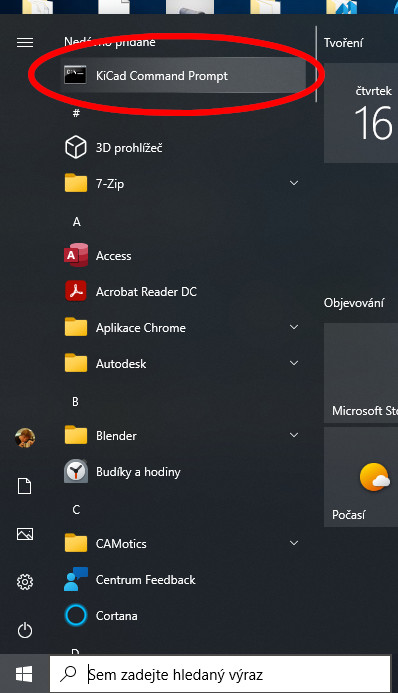 Nedávno přidané
KiCad Command Prompt
#
3D prohlížeč
7-Zip
A
Access
Acrobat Reader DC
Aplikace Chrome
Autodesk
B
Blender
Budíky a hodiny
C
CAMotics
Centrum Feedback
Cortana
D
Tvoření
čtvrtek
16
Objevování
Microsoft Sto
Počasí
Sem zadejte hledaný výraz